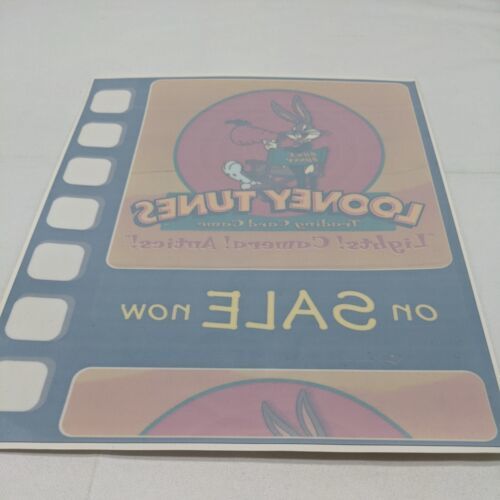 LOONEY TUNES
Trading Card Game
"Lights! Camera! Antics!
on SALE now